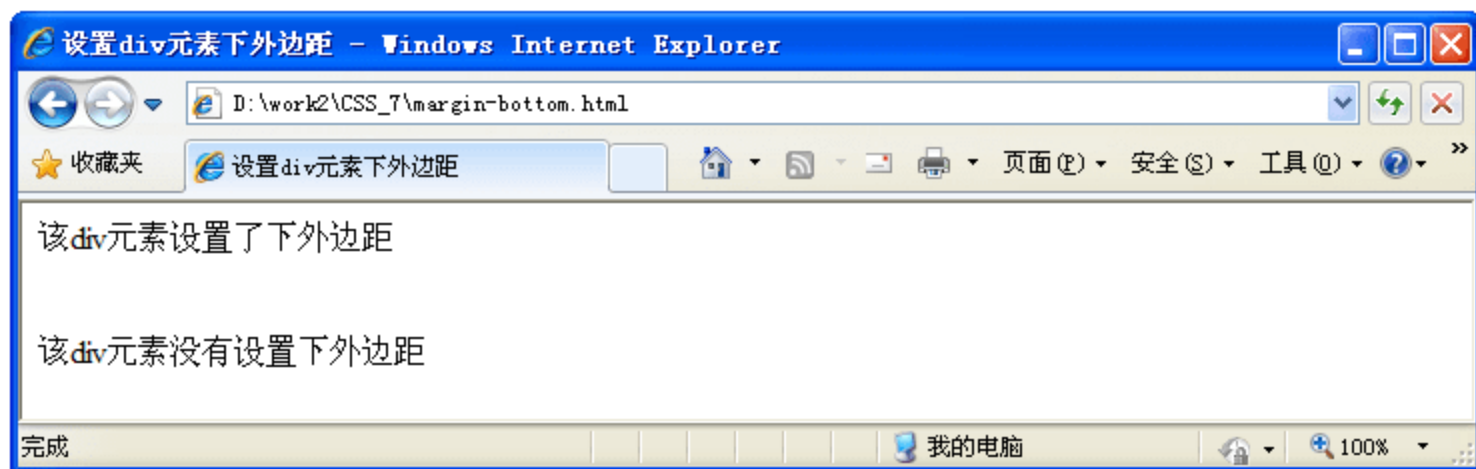 设置div元素下外边距 - Windows Internet Explorer
D:\work2\CSS_7\margin-bottom.html
收藏夹 设置div元素下外边距 页面(P) 安全(S) 工具(O) »
该div元素设置了下外边距
该div元素没有设置下外边距
完成 我的电脑 100%